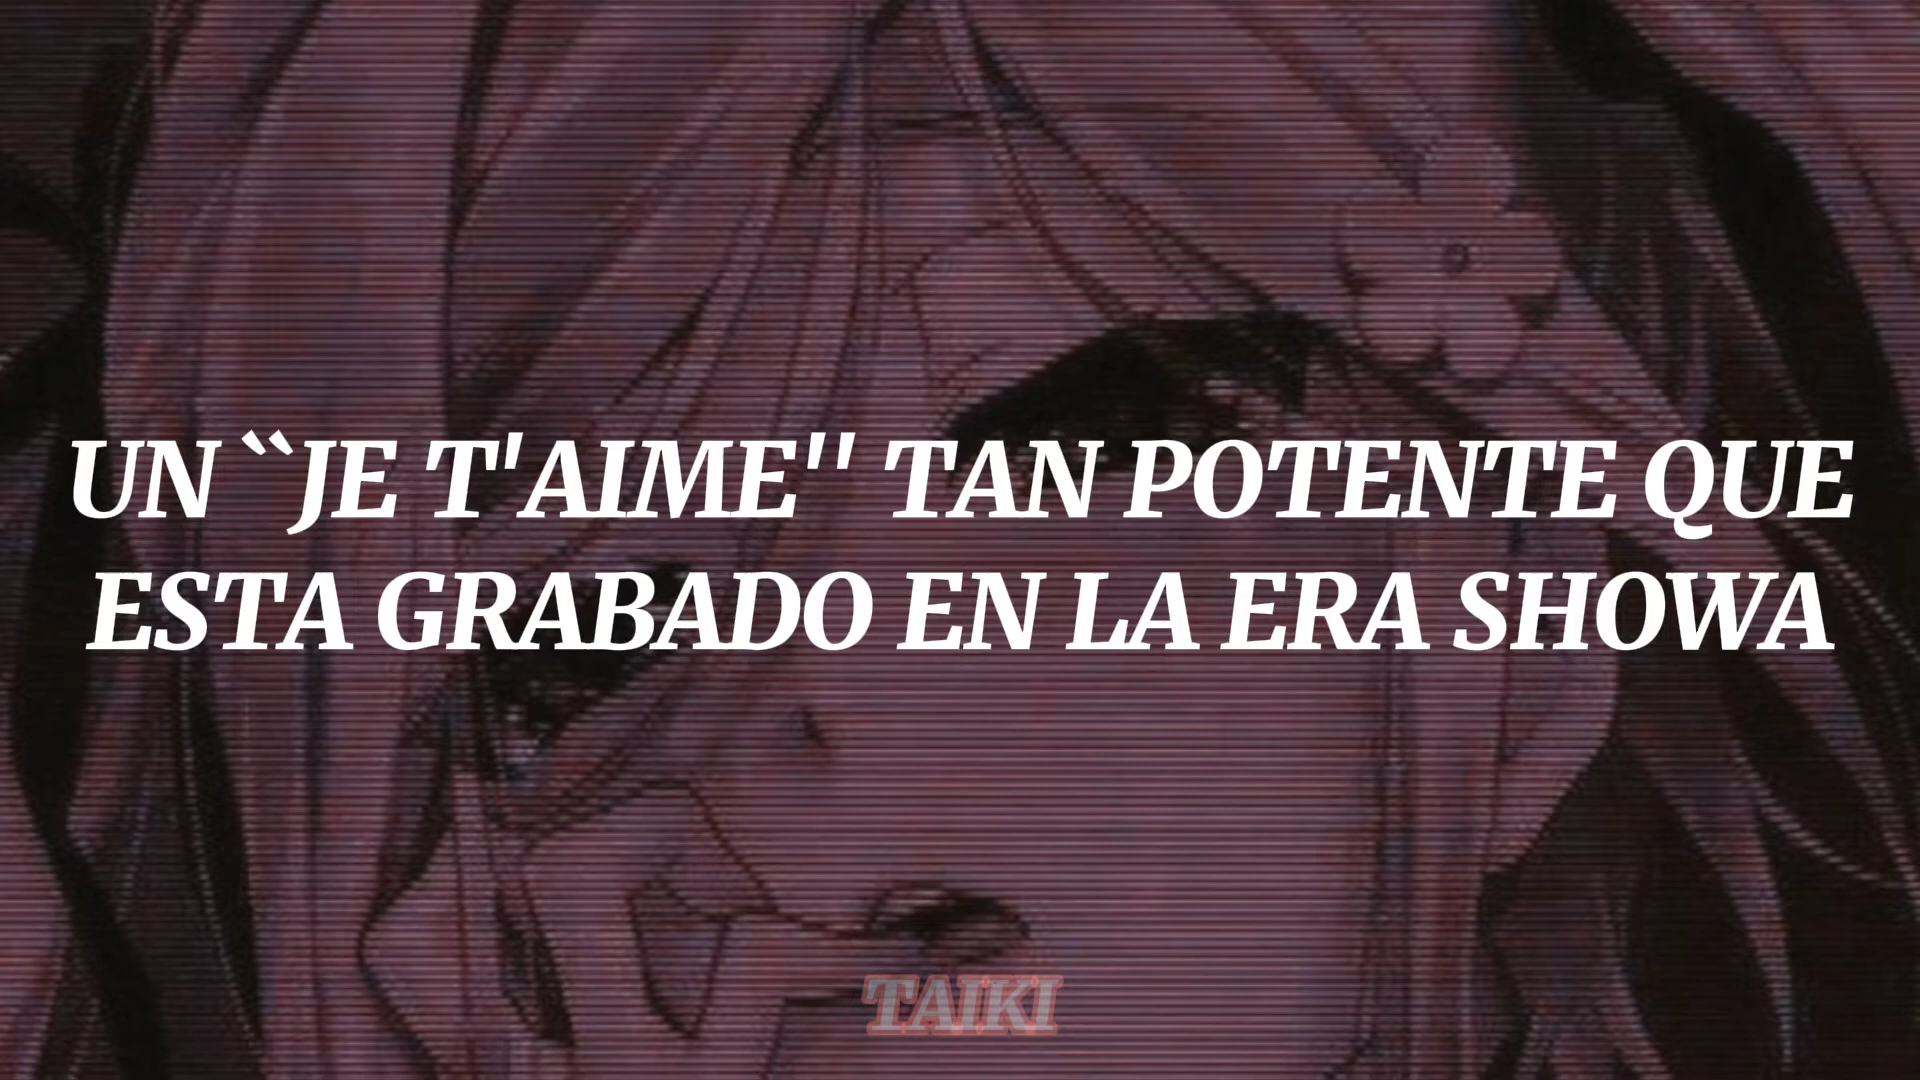 UN ``JE T'AIME'' TAN POTENTE QUE
ESTA GRABADO EN LA ERA SHOWA
TAIKI